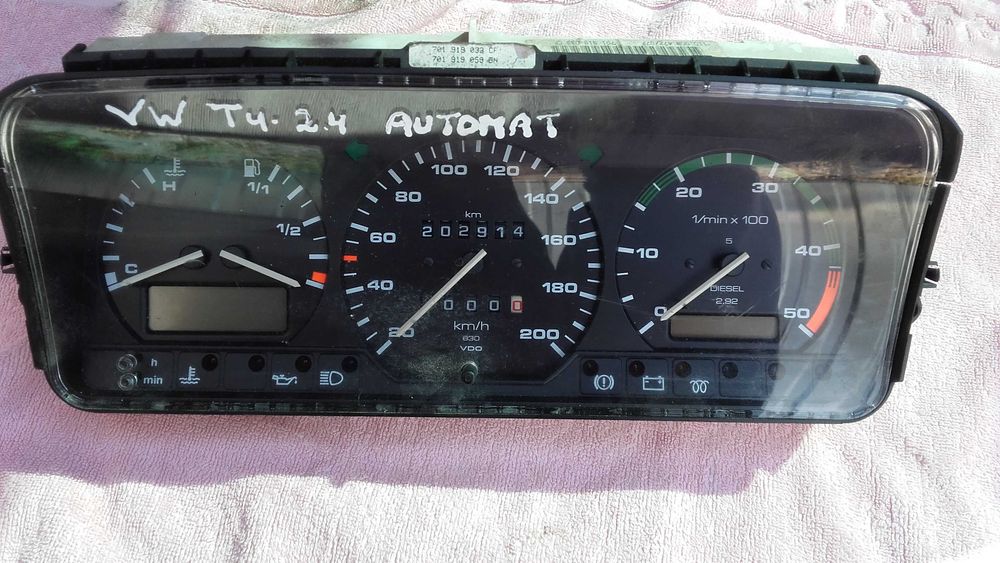 701 919 033 CF
701 919 059 BN
VW T4. 2.4 AUTOMAT
H
1/1
1/2
C
20
40
60
80
100
120
140
160
180
200
km
202914
0000
km/h
630
VDO
0
10
20
30
40
50
1/min x 100
5
DIESEL
2.92
h
min